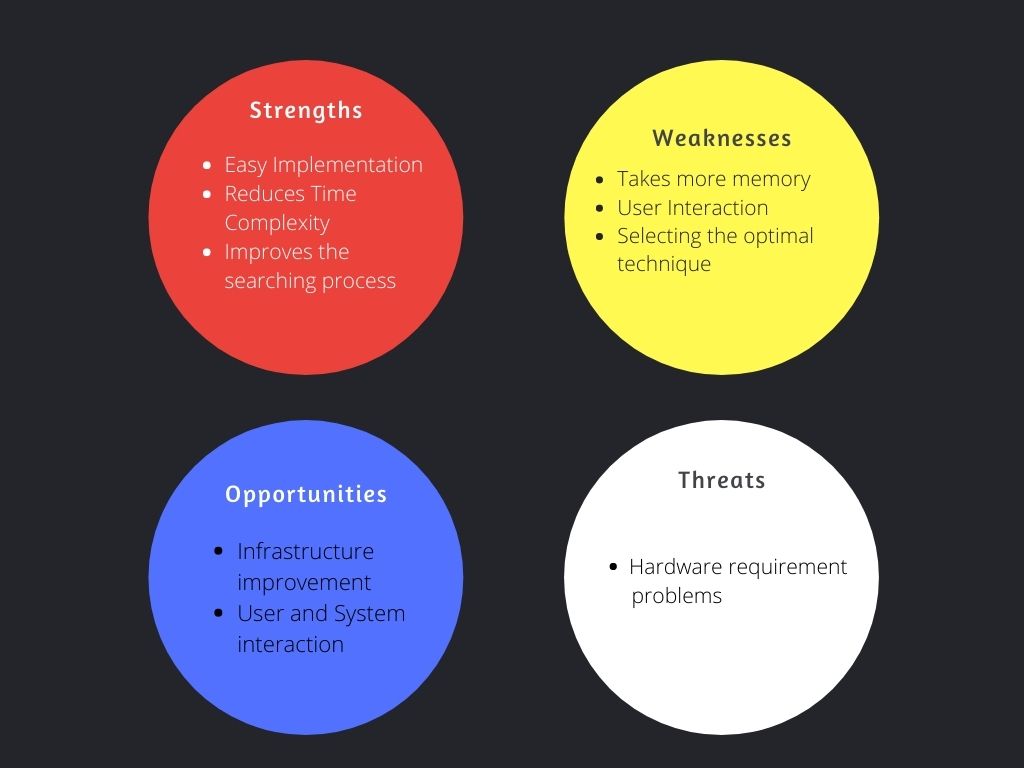 Strengths
• Easy Implementation
• Reduces Time
Complexity
• Improves the
searching process
Weaknesses
• Takes more memory
• User Interaction
• Selecting the optimal
technique
Opportunities
• Infrastructure
improvement
• User and System
interaction
Threats
• Hardware requirement
problems